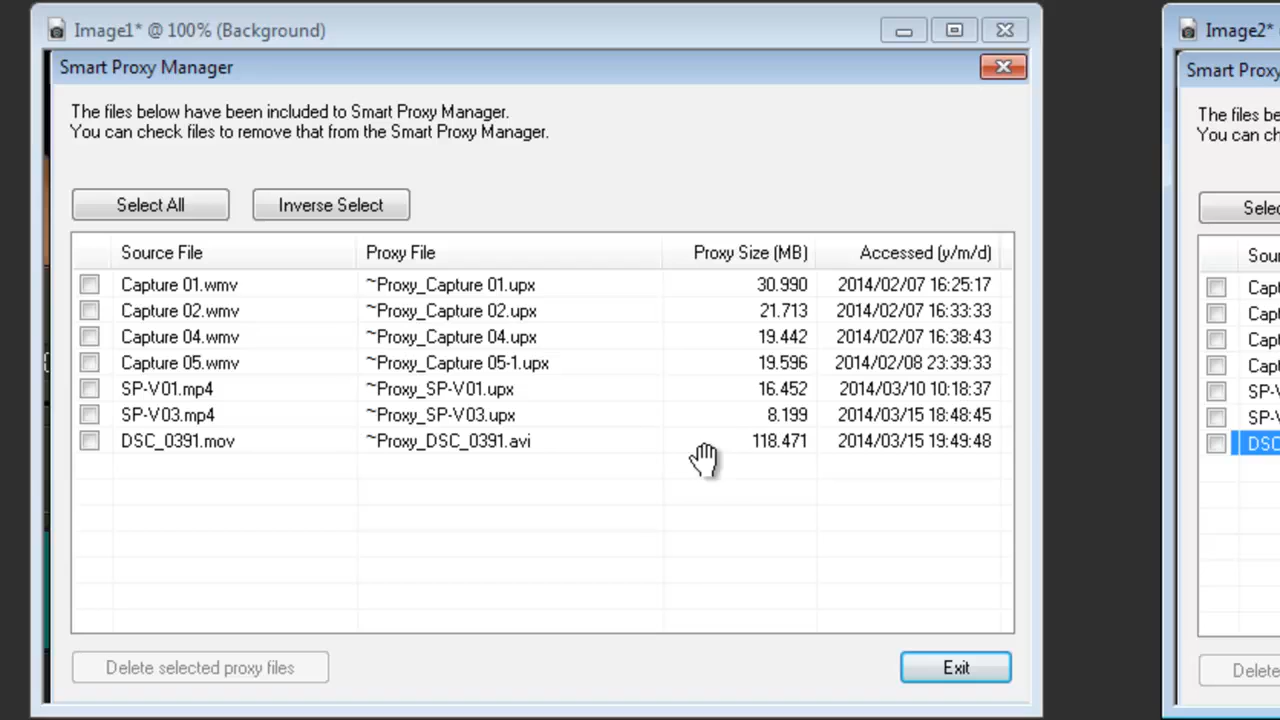 Image1* @ 100% (Background)
Smart Proxy Manager
The files below have been included to Smart Proxy Manager.
You can check files to remove that from the Smart Proxy Manager.
Select All
Inverse Select
Source File Proxy File Proxy Size (MB) Accessed (y/m/d)
Capture 01.wmv ~Proxy_Capture 01.upx 30.990 2014/02/07 16:25:17
Capture 02.wmv ~Proxy_Capture 02.upx 21.713 2014/02/07 16:33:33
Capture 04.wmv ~Proxy_Capture 04.upx 19.442 2014/02/07 16:38:43
Capture 05.wmv ~Proxy_Capture 05-1.upx 19.596 2014/02/08 23:39:33
SP-V01.mp4 ~Proxy_SP-V01.upx 16.452 2014/03/10 10:18:37
SP-V03.mp4 ~Proxy_SP-V03.upx 8.199 2014/03/15 18:48:45
DSC_0391.mov ~Proxy_DSC_0391.avi 118.471 2014/03/15 19:49:48
Delete selected proxy files
Exit
Image2*
Smart Proxy
The files be
You can ch
Selec
Sour
Capt
Capt
Capt
Capt
SP-V
SP-V
DSC_
Delete